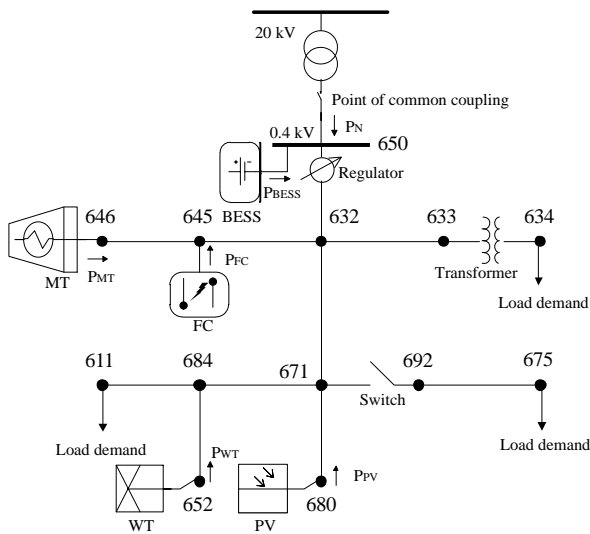 20 kV
Point of common coupling
PN
0.4 kV
650
Regulator
PBESS
BESS
646
645
632
633
634
PMT
MT
PFC
FC
Transformer
Load demand
611
684
671
692
675
Switch
Load demand
PWT
652
WT
PPV
680
PV
Load demand